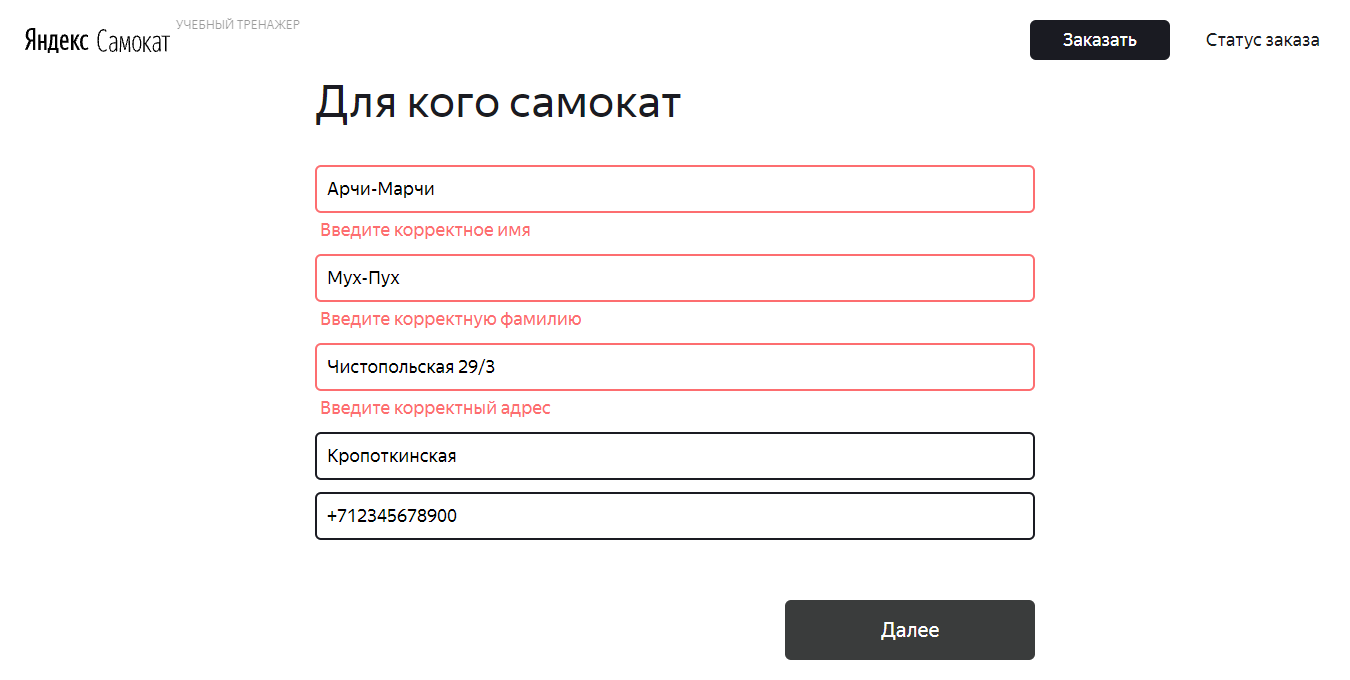 Яндекс Самокат
УЧЕБНЫЙ ТРЕНАЖЕР
Заказать
Статус заказа
Для кого самокат
Арчи-Марчи
Введите корректное имя
Мух-Пух
Введите корректную фамилию
Чистопольская 29/3
Введите корректный адрес
Кропоткинская
+712345678900
Далее